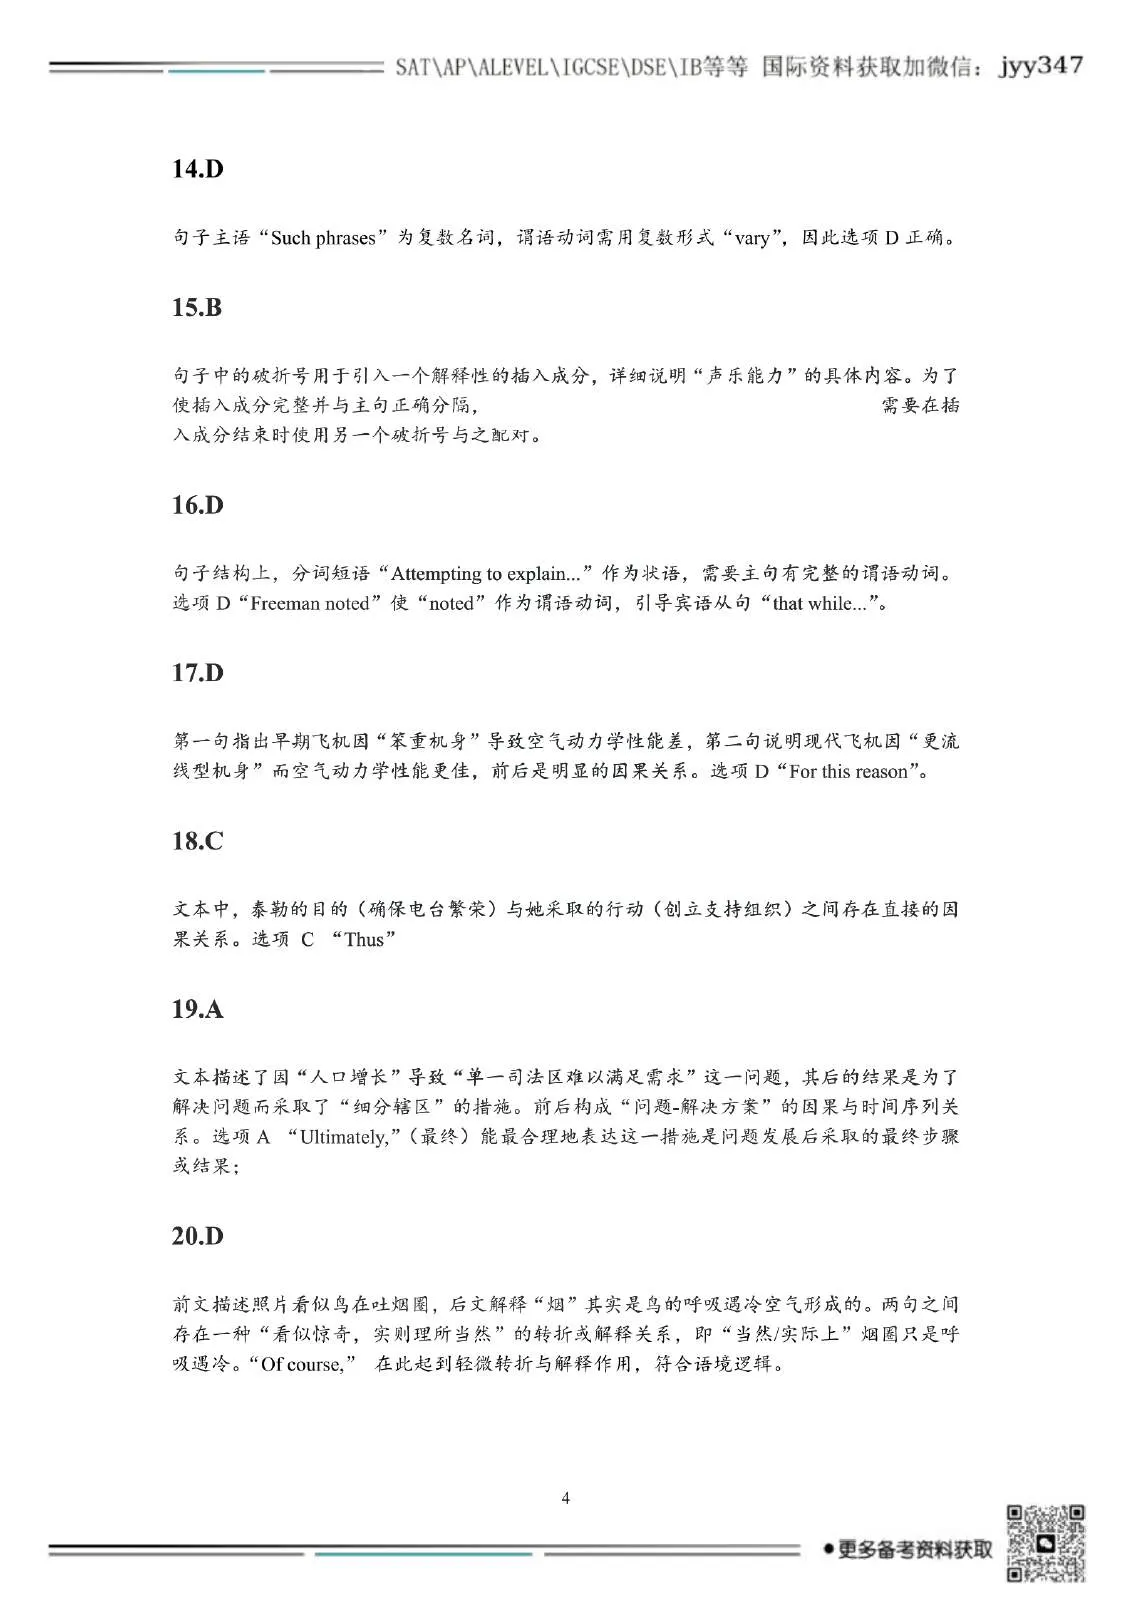 SAT\AP\ALEVEL\IGCSE\DSE\IB等等 国际资料获取加微信：jyy347
14.D
句子主语“Such phrases”为复数名词，谓语动词需用复数形式“vary”，因此选项 D 正确。
15.B
句子中的破折号用于引入一个解释性的插入成分，详细说明“声乐能力”的具体内容。为了
使插入成分完整并与主句正确分隔， 需要在插
入成分结束时使用另一个破折号与之配对。
16.D
句子结构上，分词短语“Attempting to explain...”作为状语，需要主句有完整的谓语动词。
选项 D“Freeman noted”使“noted”作为谓语动词，引导宾语从句“that while...”。
17.D
第一句指出早期飞机因“笨重机身”导致空气动力学性能差，第二句说明现代飞机因“更流
线型机身”而空气动力学性能更佳，前后是明显的因果关系。选项 D“For this reason”。
18.C
文本中，泰勒的目的（确保电台繁荣）与她采取的行动（创立支持组织）之间存在直接的因
果关系。选项 C “Thus”
19.A
文本描述了因“人口增长”导致“单一司法区难以满足需求”这一问题，其后的结果是为了
解决问题而采取了“细分辖区”的措施。前后构成“问题-解决方案”的因果与时间序列关
系。选项 A “Ultimately,”（最终）能最合理地表达这一措施是问题发展后采取的最终步骤
或结果；
20.D
前文描述照片看似鸟在吐烟圈，后文解释“烟”其实是鸟的呼吸遇冷空气形成的。两句之间
存在一种“看似惊奇，实则理所当然”的转折或解释关系，即“当然/实际上”烟圈只是呼
吸遇冷。“Of course,” 在此起到轻微转折与解释作用，符合语境逻辑。
4
●更多备考资料获取